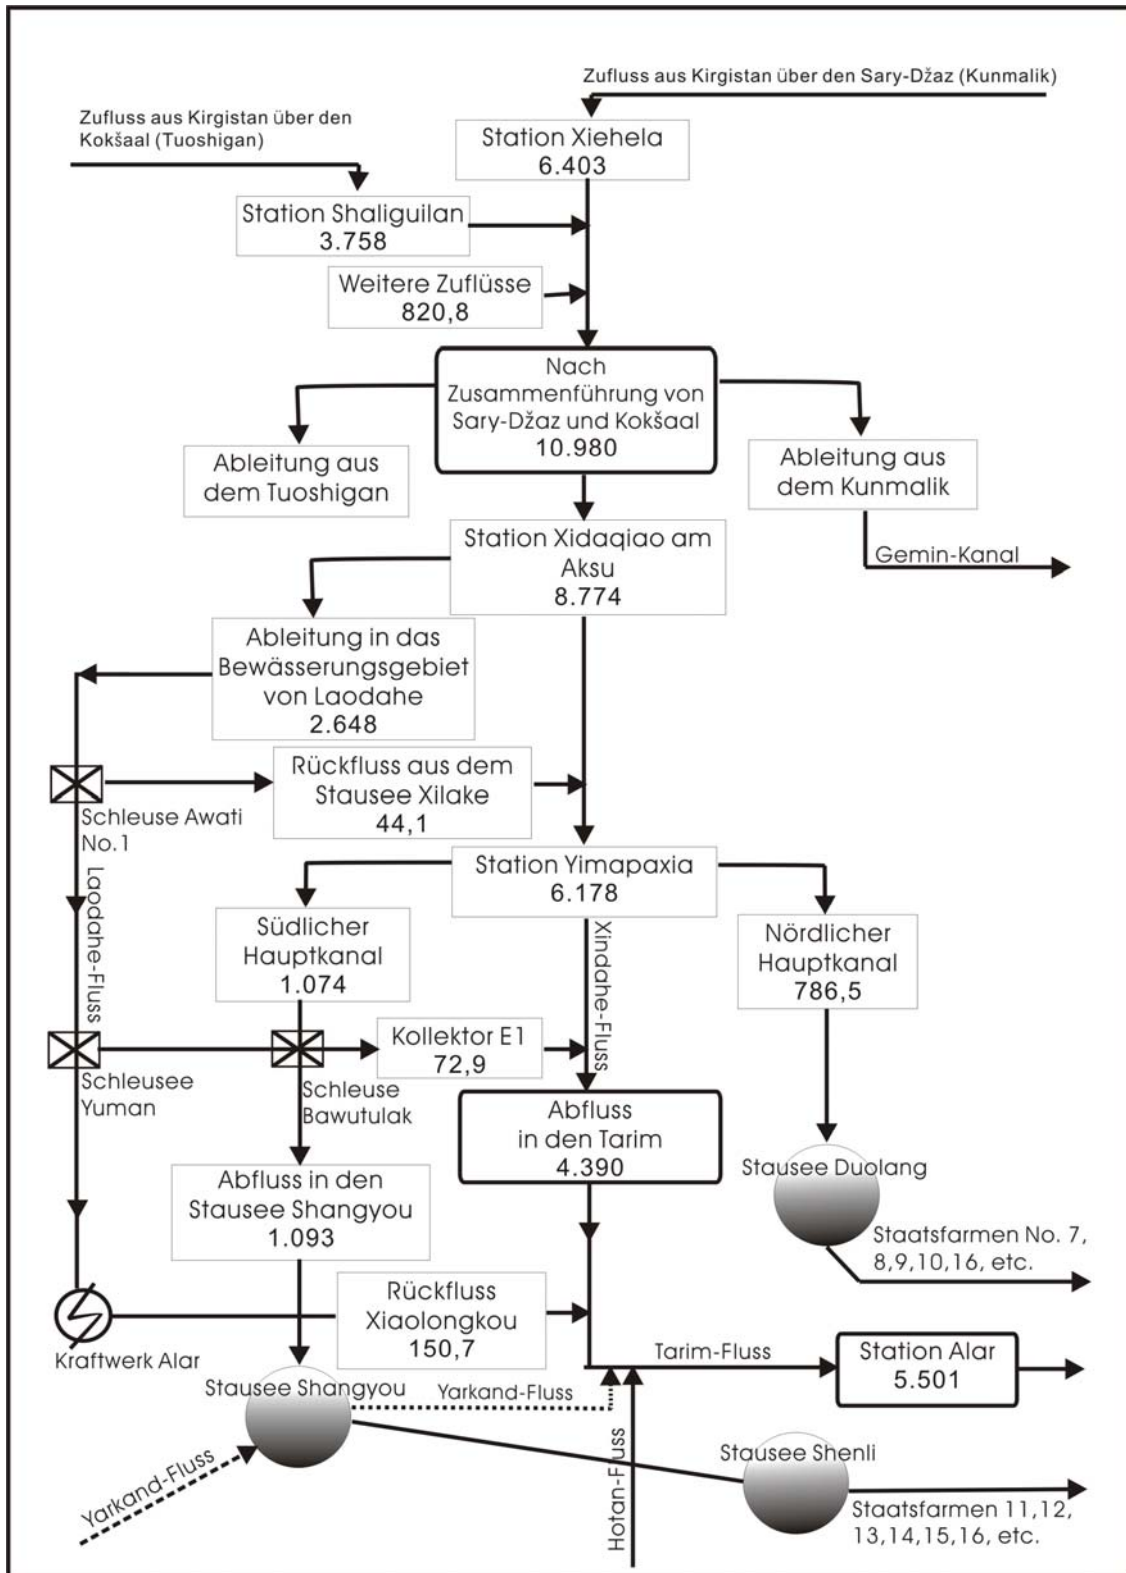 Zufluss aus Kirgistan über den Sary-Džaz (Kunmalik)
Zufluss aus Kirgistan über den
Kokšaal (Tuoshigan)
Station Xiehela
6.403
Station Shaliguilan
3.758
Weitere Zuflüsse
820,8
Nach
Zusammenführung von
Sary-Džaz und Kokšaal
10.980
Ableitung aus
dem Tuoshigan
Ableitung aus
dem Kunmalik
Gemin-Kanal
Station Xidaqiao am
Aksu
8.774
Ableitung in das
Bewässerungsgebiet
von Laodahe
2.648
Rückfluss aus dem
Stausee Xilake
44,1
Schleuse Awati
No.1
Laodahe-Fluss
Station Yimapaxia
6.178
Südlicher
Hauptkanal
1.074
Xindahe-Fluss
Nördlicher
Hauptkanal
786,5
Kollektor E1
72,9
Schleusee
Yuman
Schleuse
Bawutulak
Abfluss
in den Tarim
4.390
Stausee Duolang
Abfluss in den
Stausee Shangyou
1.093
Staatsfarmen No. 7,
8,9,10,16, etc.
Rückfluss
Xiaolongkou
150,7
Kraftwerk Alar
Tarim-Fluss
Station Alar
5.501
Stausee Shangyou
Yarkand-Fluss
Yarkand-Fluss
Hotan-Fluss
Stausee Shenli
Staatsfarmen 11,12,
13,14,15,16, etc.